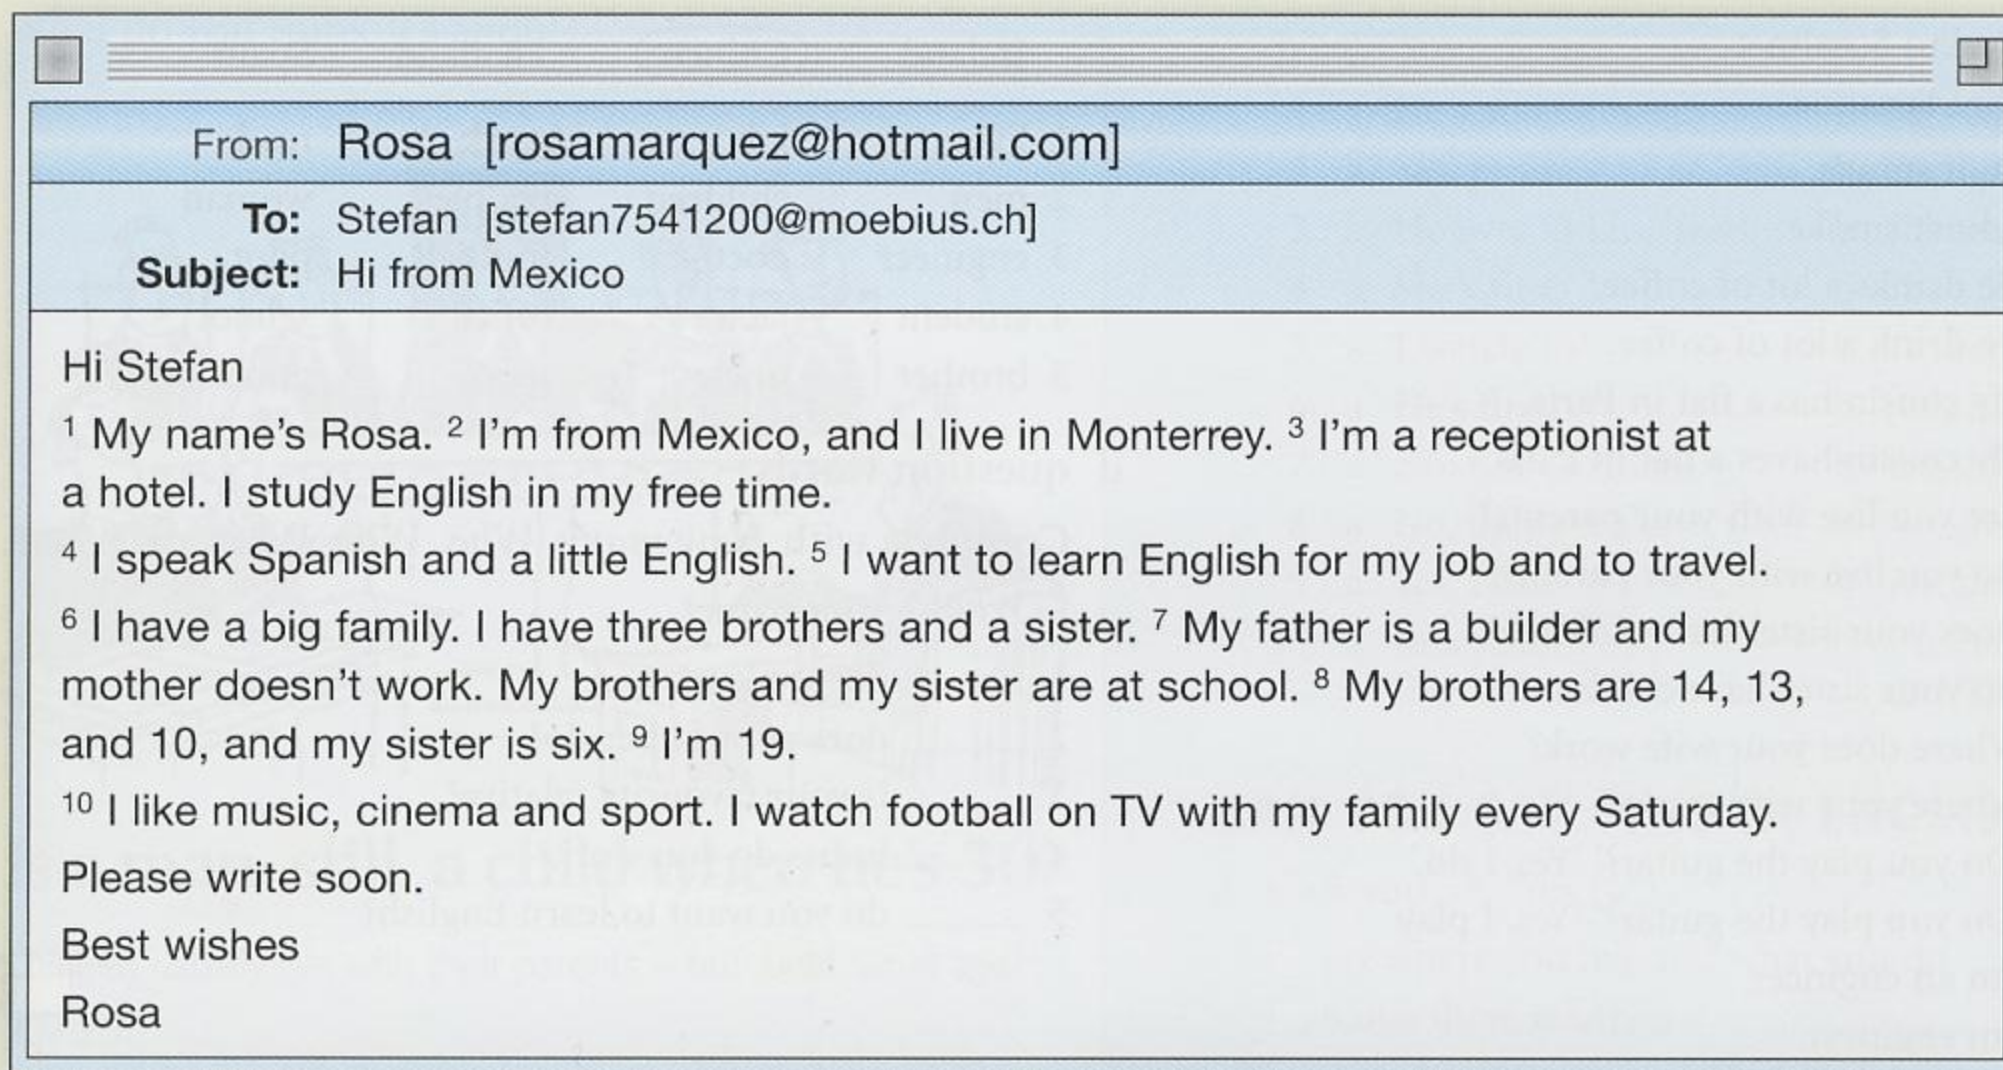 From: Rosa [rosamarquez@hotmail.com]
To: Stefan [stefan7541200@moebius.ch]
Subject: Hi from Mexico
Hi Stefan
1 My name's Rosa. 2 I'm from Mexico, and I live in Monterrey. 3 I'm a receptionist at
a hotel. I study English in my free time.
4 I speak Spanish and a little English. 5 I want to learn English for my job and to travel.
6 I have a big family. I have three brothers and a sister. 7 My father is a builder and my
mother doesn't work. My brothers and my sister are at school. 8 My brothers are 14, 13,
and 10, and my sister is six. 9 I'm 19.
10 I like music, cinema and sport. I watch football on TV with my family every Saturday.
Please write soon.
Best wishes
Rosa